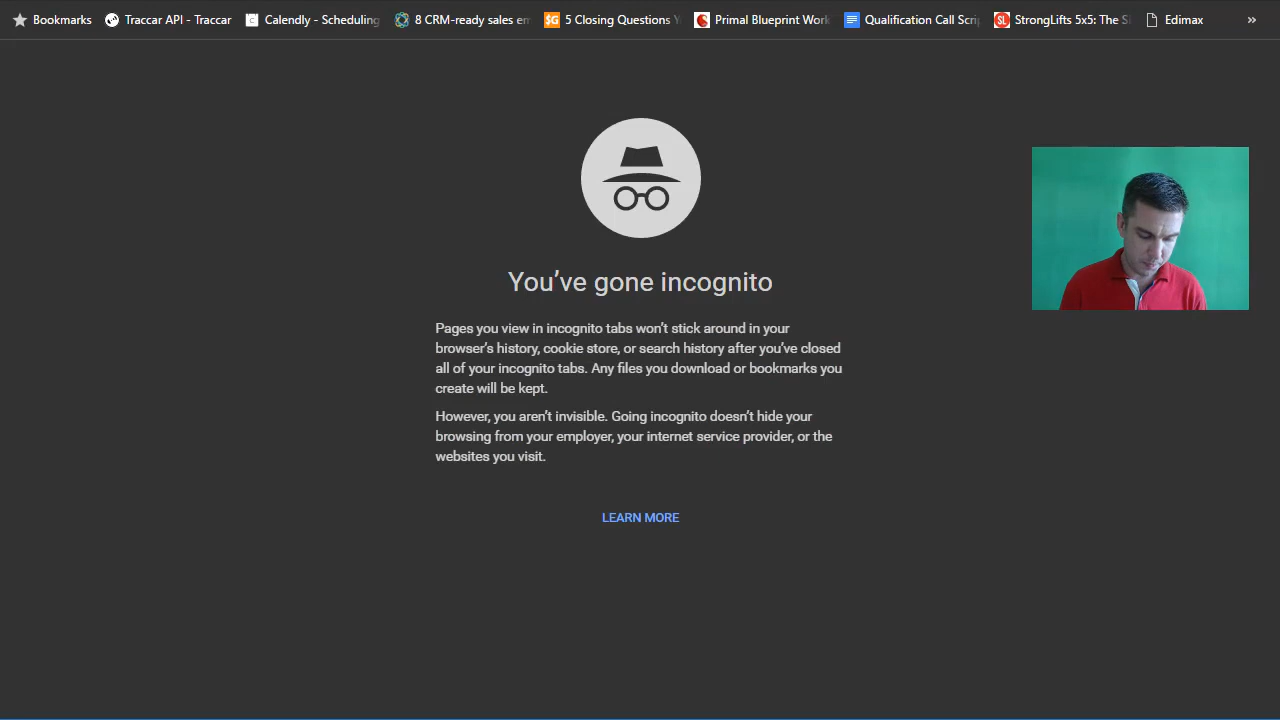 Bookmarks Traccar API - Traccar Calendly - Scheduling 8 CRM-ready sales em 5 Closing Questions Primal Blueprint Work Qualification Call Scrip StrongLifts 5x5: The Edimax »
SG
SL
You've gone incognito
Pages you view in incognito tabs won't stick around in your
browser's history, cookie store, or search history after you've closed
all of your incognito tabs. Any files you download or bookmarks you
create will be kept.
However, you aren't invisible. Going incognito doesn't hide your
browsing from your employer, your internet service provider, or the
websites you visit.
LEARN MORE